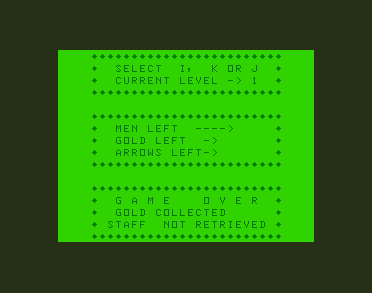 SELECT I, K OR J
CURRENT LEVEL -> 1
MEN LEFT ---->
GOLD LEFT ->
ARROWS LEFT->
G A M E O V E R
GOLD COLLECTED
STAFF NOT RETRIEVED